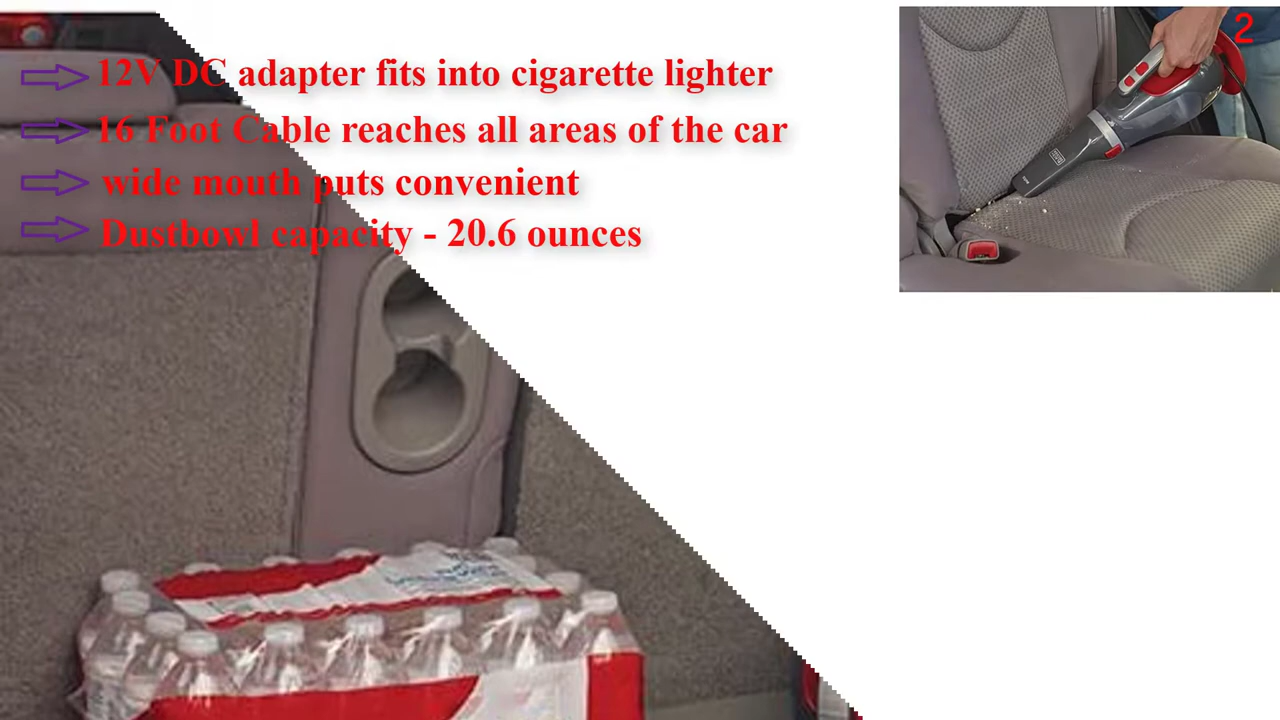 12V DC adapter fits into cigarette lighter
16 Foot Cable reaches all areas of the car
wide mouth puts convenient
Dustbowl capacity - 20.6 ounces
2